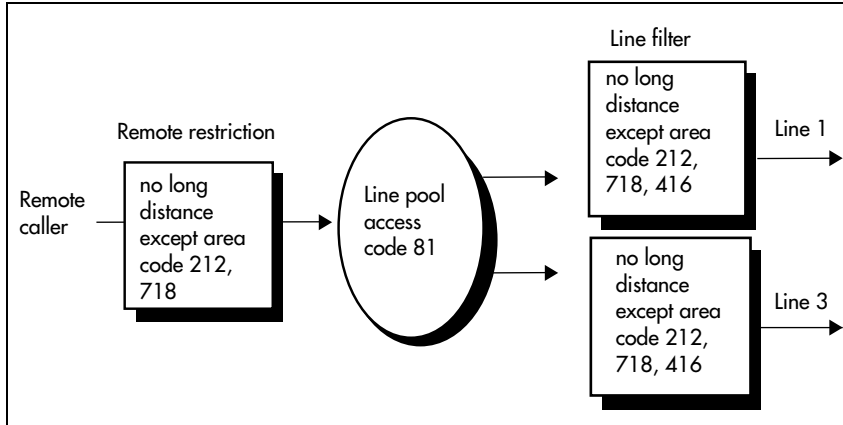 Remote caller
Remote restriction
no long
distance
except area
code 212,
718
Line pool
access
code 81
Line filter
no long
distance
except area
code 212,
718, 416
Line 1
no long
distance
except area
code 212,
718, 416
Line 3